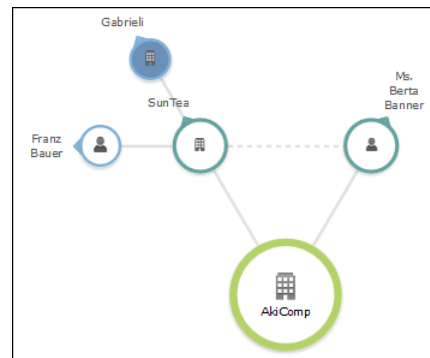 Gabrieli
SunTea
Ms.
Berta
Banner
Franz
Bauer
AkiComp